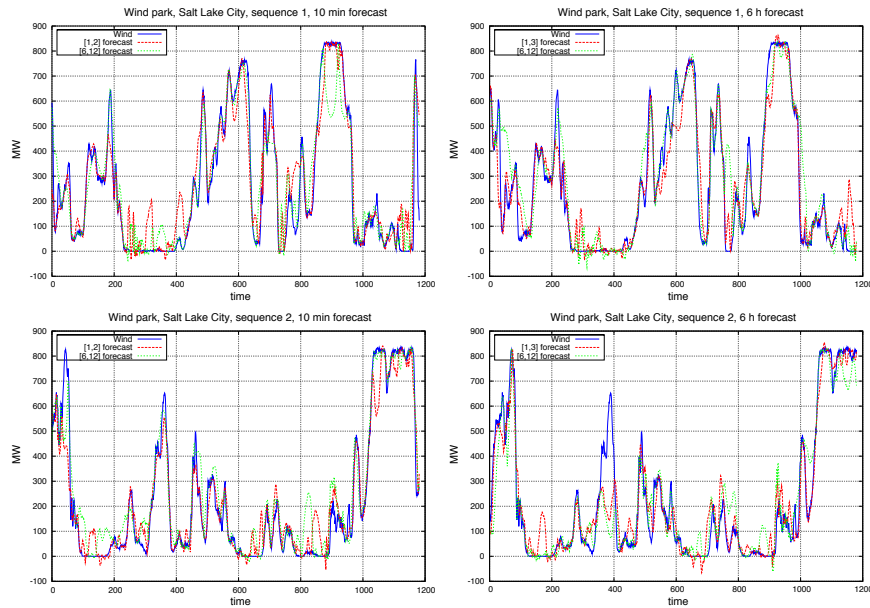 Wind park, Salt Lake City, sequence 1, 10 min forecast
900
800
700
600
500
400
300
200
100
0
-100
MW
Wind
[1,2] forecast
[6,12] forecast
0 200 400 600 800 1000 1200
time
Wind park, Salt Lake City, sequence 1, 6 h forecast
900
800
700
600
500
400
300
200
100
0
-100
MW
Wind
[1,3] forecast
[6,12] forecast
0 200 400 600 800 1000 1200
time
Wind park, Salt Lake City, sequence 2, 10 min forecast
900
800
700
600
500
400
300
200
100
0
-100
MW
Wind
[1,2] forecast
[6,12] forecast
0 200 400 600 800 1000 1200
time
Wind park, Salt Lake City, sequence 2, 6 h forecast
900
800
700
600
500
400
300
200
100
0
-100
MW
Wind
[1,3] forecast
[6,12] forecast
0 200 400 600 800 1000 1200
time